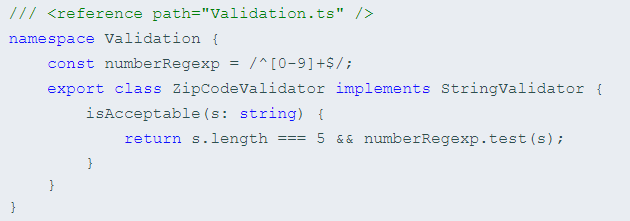 /// <reference path="Validation.ts" />
namespace Validation {
    const numberRegexp = /^[0-9]+$/;
    export class ZipCodeValidator implements StringValidator {
        isAcceptable(s: string) {
            return s.length === 5 && numberRegexp.test(s);
        }
    }
}